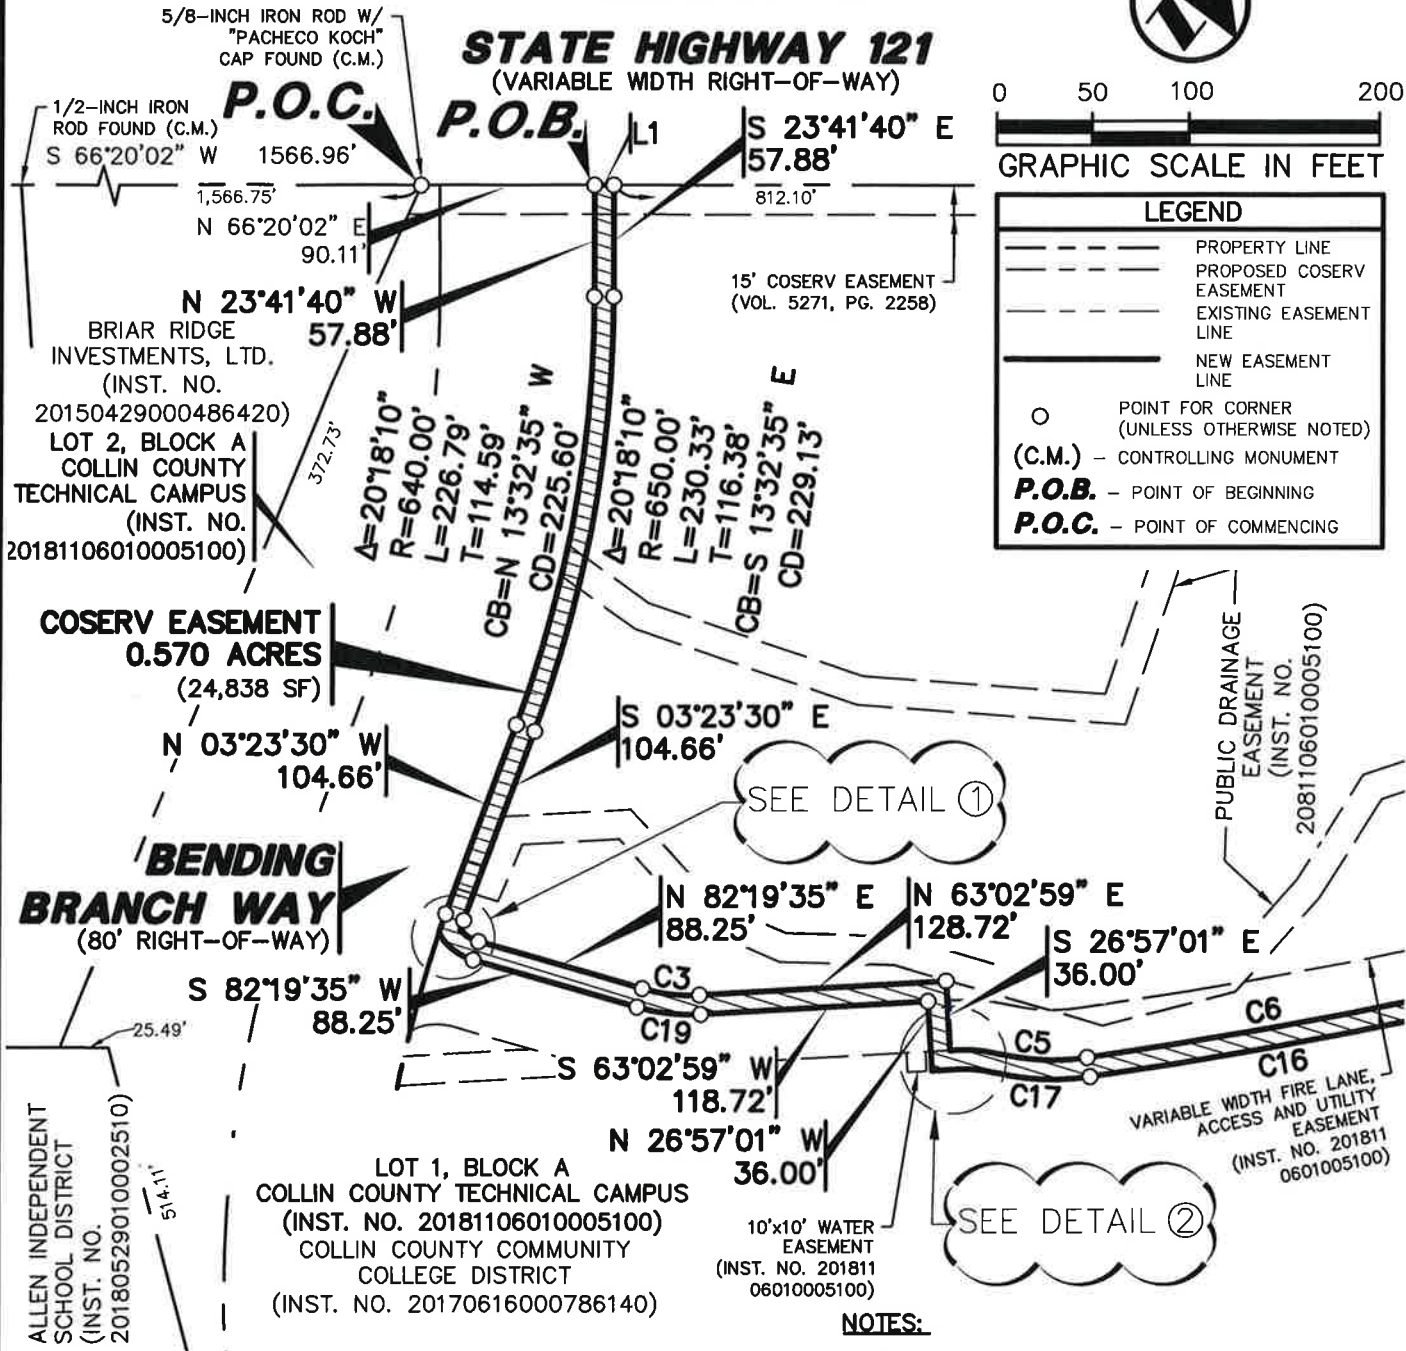 5/8-INCH IRON ROD W/
"PACHECO KOCH"
CAP FOUND (C.M.)
STATE HIGHWAY 121
(VARIABLE WIDTH RIGHT-OF-WAY)
P.O.C.
P.O.B.
1/2-INCH IRON
ROD FOUND (C.M.)
S 66°20'02" W 1566.96'
1,566.75'
L1
S 23°41'40" E
57.88'
812.10'
N 66°20'02" E
90.11'
15' COSERV EASEMENT
(VOL. 5271, PG. 2258)
N 23°41'40" W
57.88'
0 50 100 200
GRAPHIC SCALE IN FEET
LEGEND
PROPERTY LINE
PROPOSED COSERV
EASEMENT
EXISTING EASEMENT
LINE
NEW EASEMENT
LINE
POINT FOR CORNER
(UNLESS OTHERWISE NOTED)
(C.M.) - CONTROLLING MONUMENT
P.O.B. - POINT OF BEGINNING
P.O.C. - POINT OF COMMENCING
BRIAR RIDGE
INVESTMENTS, LTD.
(INST. NO.
20150429000486420)
372.73'
LOT 2, BLOCK A
COLLIN COUNTY
TECHNICAL CAMPUS
(INST. NO.
20181106010005100)
Δ=20°18'10"
R=640.00'
L=226.79'
T=114.59'
CB=N 13°32'35" W
CD=225.60'
Δ=20°18'10"
R=650.00'
L=230.33'
T=116.38'
CB=S 13°32'35" E
CD=229.13'
COSERV EASEMENT
0.570 ACRES
(24,838 SF)
N 03°23'30" W
104.66'
S 03°23'30" E
104.66'
SEE DETAIL 1
PUBLIC DRAINAGE
EASEMENT
(INST. NO.
2081106010005100)
BENDING
BRANCH WAY
(80' RIGHT-OF-WAY)
N 82°19'35" E
88.25'
N 63°02'59" E
128.72'
S 26°57'01" E
36.00'
S 82°19'35" W
88.25'
C3
C19
C5
C17
C6
C16
25.49'
S 63°02'59" W
118.72'
N 26°57'01" W
36.00'
VARIABLE WIDTH FIRE LANE,
ACCESS AND UTILITY
EASEMENT
(INST. NO. 201811
0601005100)
ALLEN INDEPENDENT
SCHOOL DISTRICT
(INST. NO.
20180529010002510)
514.11'
LOT 1, BLOCK A
COLLIN COUNTY TECHNICAL CAMPUS
(INST. NO. 20181106010005100)
COLLIN COUNTY COMMUNITY
COLLEGE DISTRICT
(INST. NO. 20170616000786140)
10'x10' WATER
EASEMENT
(INST. NO. 201811
06010005100)
SEE DETAIL 2
NOTES: